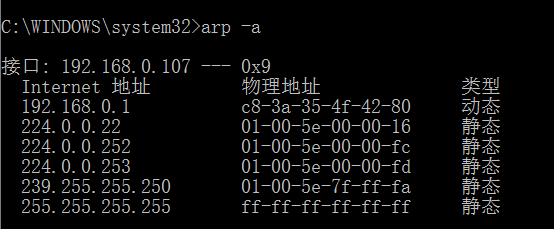 C:\WINDOWS\system32>arp -a
接口: 192.168.0.107 --- 0x9
Internet 地址 物理地址 类型
192.168.0.1 c8-3a-35-4f-42-80 动态
224.0.0.22 01-00-5e-00-00-16 静态
224.0.0.252 01-00-5e-00-00-fc 静态
224.0.0.253 01-00-5e-00-00-fd 静态
239.255.255.250 01-00-5e-7f-ff-fa 静态
255.255.255.255 ff-ff-ff-ff-ff-ff 静态